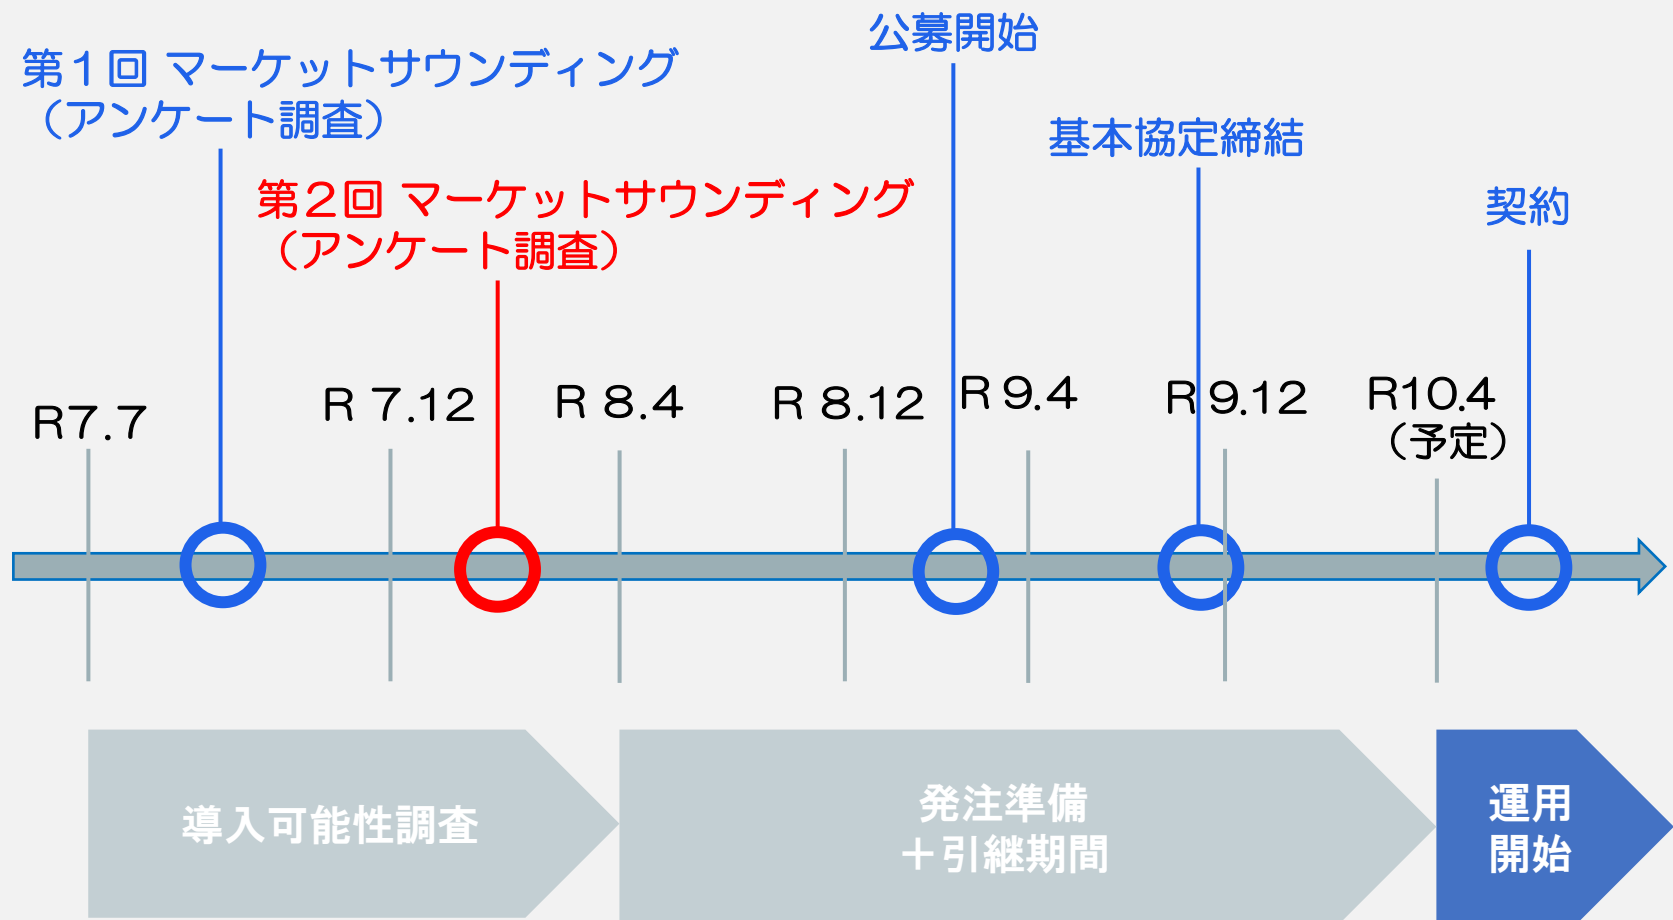 公募開始
第１回 マーケットサウンディング
（アンケート調査）
基本協定締結
第２回 マーケットサウンディング
（アンケート調査）
契約
R7.7
R 7.12
R 8.4
R 8.12
R 9.4
R 9.12
R10.4
（予定）
導入可能性調査
発注準備
＋引継期間
運用
開始